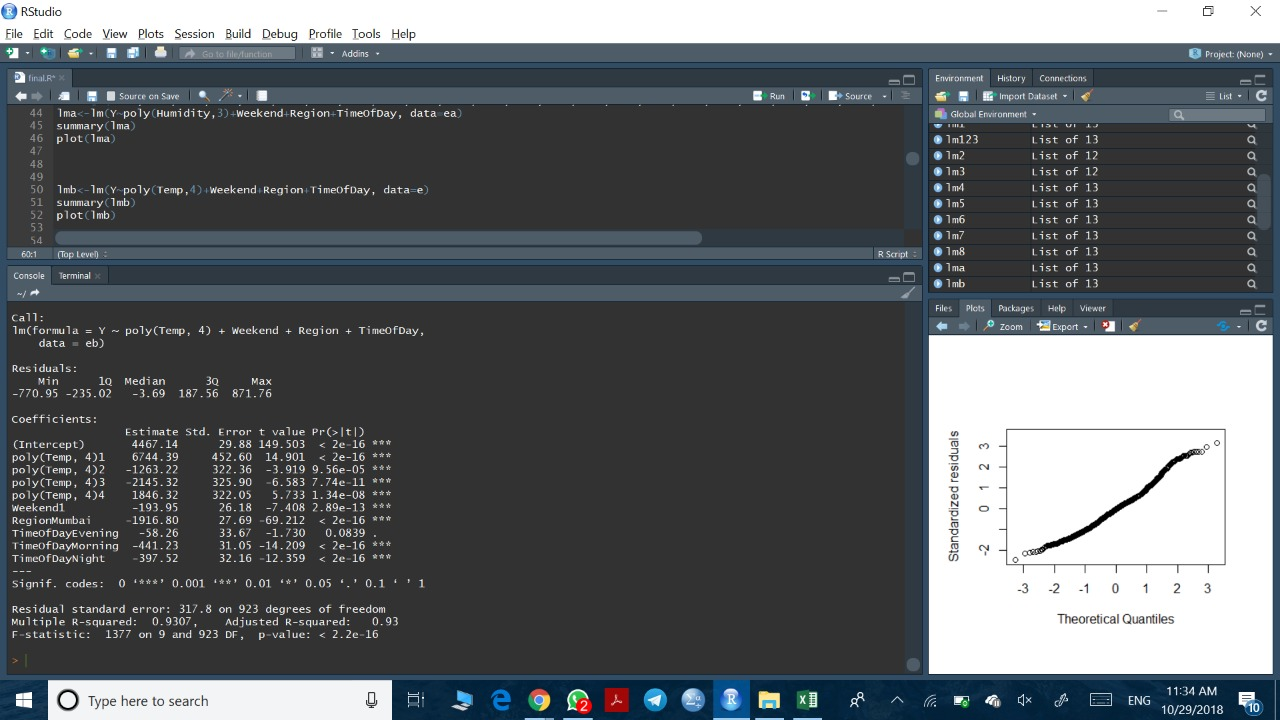 RStudio
File Edit Code View Plots Session Build Debug Profile Tools Help
Go to file/function Addins Project: (None)
final.R*
Source on Save Run Source
44 lma<-lm(Y~poly(Humidity,3)+Weekend+Region+TimeOfDay, data=ea)
45 summary(lma)
46 plot(lma)
47
48
49
50 lmb<-lm(Y~poly(Temp,4)+Weekend+Region+TimeOfDay, data=e)
51 summary(lmb)
52 plot(lmb)
53
54
60:1 (Top Level) R Script
Console Terminal
~/
Call:
lm(formula = Y ~ poly(Temp, 4) + Weekend + Region + TimeOfDay,
data = eb)
Residuals:
Min 1Q Median 3Q Max
-770.95 -235.02 -3.69 187.56 871.76
Coefficients:
Estimate Std. Error t value Pr(>|t|)
(Intercept) 4467.14 29.88 149.503 < 2e-16 ***
poly(Temp, 4)1 6744.39 452.60 14.901 < 2e-16 ***
poly(Temp, 4)2 -1263.22 322.36 -3.919 9.56e-05 ***
poly(Temp, 4)3 -2145.32 325.90 -6.583 7.74e-11 ***
poly(Temp, 4)4 1846.32 322.05 5.733 1.34e-08 ***
Weekend1 -193.95 26.18 -7.408 2.89e-13 ***
RegionMumbai -1916.80 27.69 -69.212 < 2e-16 ***
TimeOfDayEvening -58.26 33.67 -1.730 0.0839 .
TimeOfDayMorning -441.23 31.05 -14.209 < 2e-16 ***
TimeOfDayNight -397.52 32.16 -12.359 < 2e-16 ***
---
Signif. codes: 0 ‘***’ 0.001 ‘**’ 0.01 ‘*’ 0.05 ‘.’ 0.1 ‘ ’ 1
Residual standard error: 317.8 on 923 degrees of freedom
Multiple R-squared: 0.9307, Adjusted R-squared: 0.93
F-statistic: 1377 on 9 and 923 DF, p-value: < 2.2e-16
>
Environment History Connections
Import Dataset List
Global Environment
lm1 List of 13
lm123 List of 13
lm2 List of 12
lm3 List of 12
lm4 List of 13
lm5 List of 13
lm6 List of 13
lm7 List of 13
lm8 List of 13
lma List of 13
lmb List of 13
Files Plots Packages Help Viewer
Zoom Export
Standardized residuals
3
2
1
0
-2
-3 -2 -1 0 1 2 3
Theoretical Quantiles
Type here to search
2
ENG
11:34 AM
10/29/2018
10